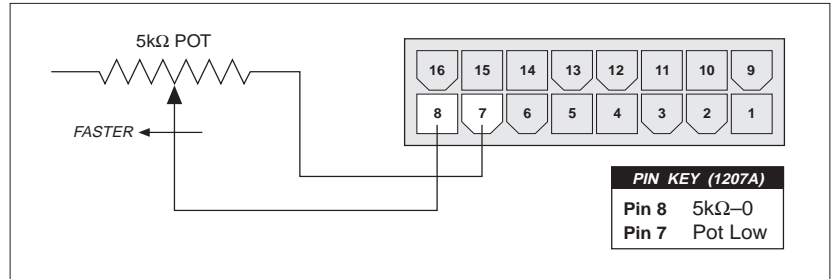 5kΩ POT
FASTER
16 15 14 13 12 11 10 9
8 7 6 5 4 3 2 1
PIN KEY (1207A)
Pin 8 5kΩ–0
Pin 7 Pot Low